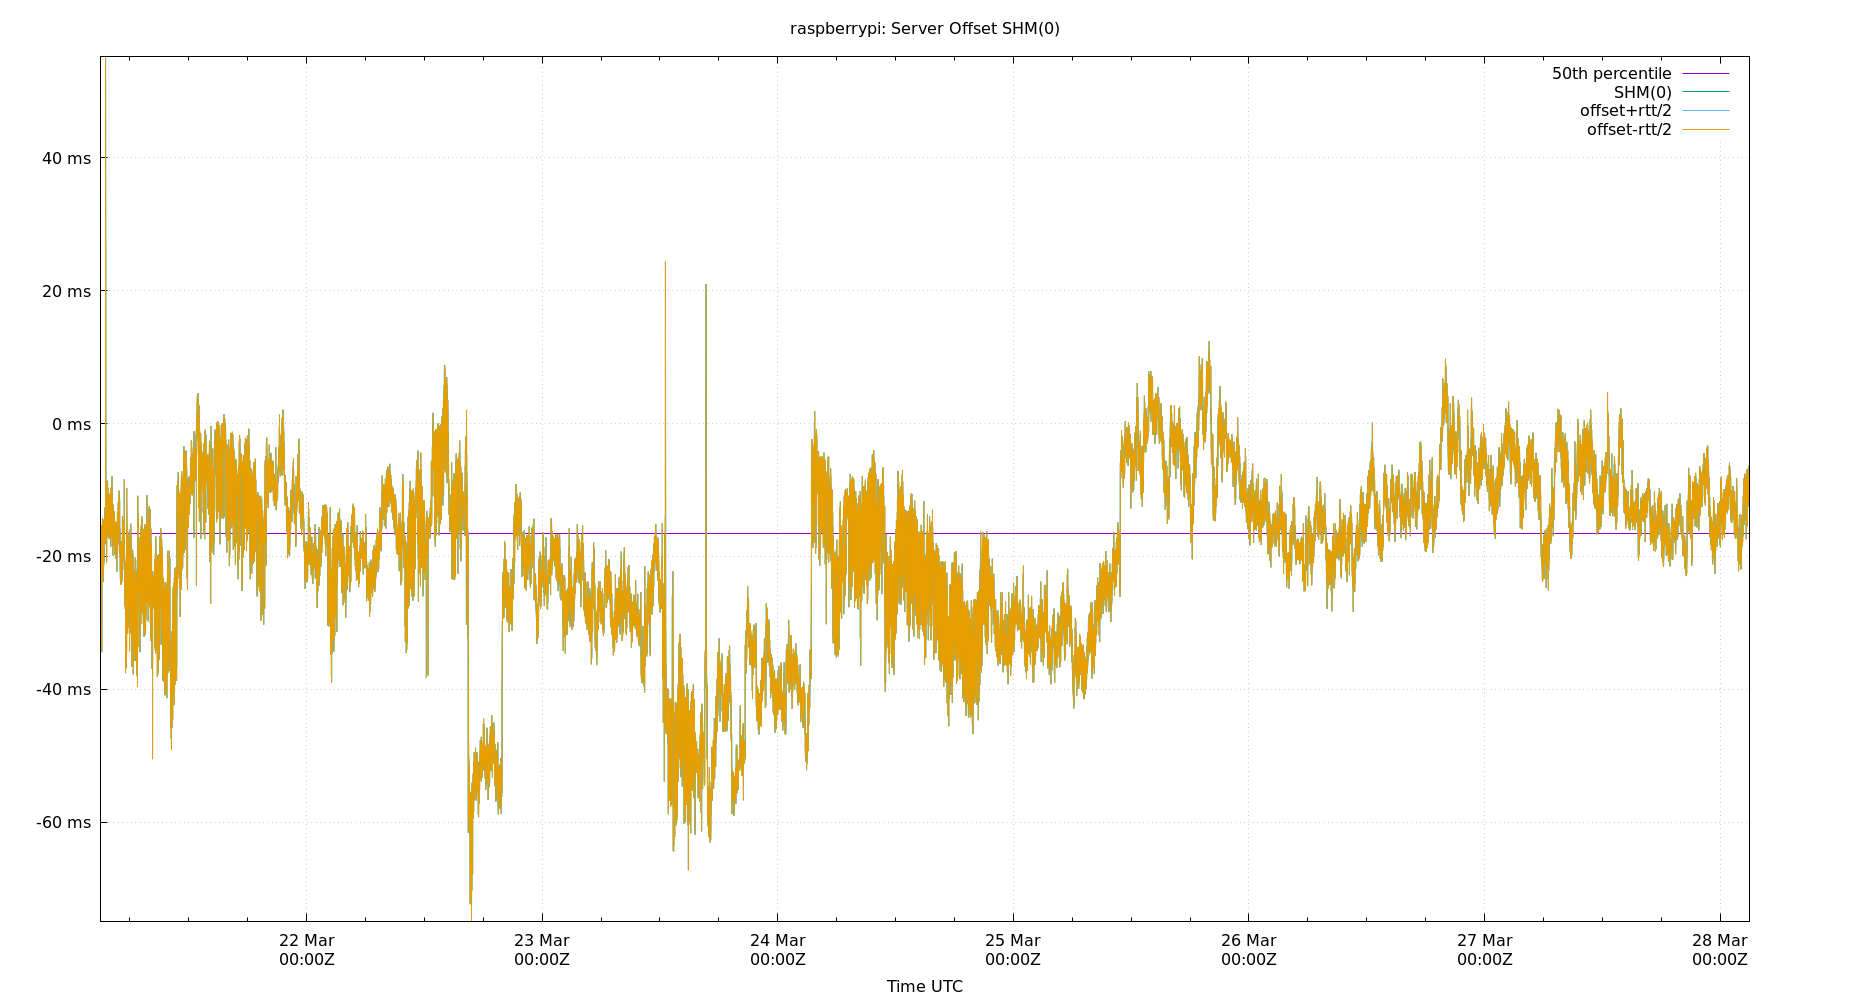 raspberrypi: Server Offset SHM(0)
50th percentile
SHM(0)
offset+rtt/2
offset-rtt/2
40 ms
20 ms
0 ms
-20 ms
-40 ms
-60 ms
22 Mar 23 Mar 24 Mar 25 Mar 26 Mar 27 Mar 28 Mar
00:00Z 00:00Z 00:00Z 00:00Z 00:00Z 00:00Z 00:00Z
Time UTC